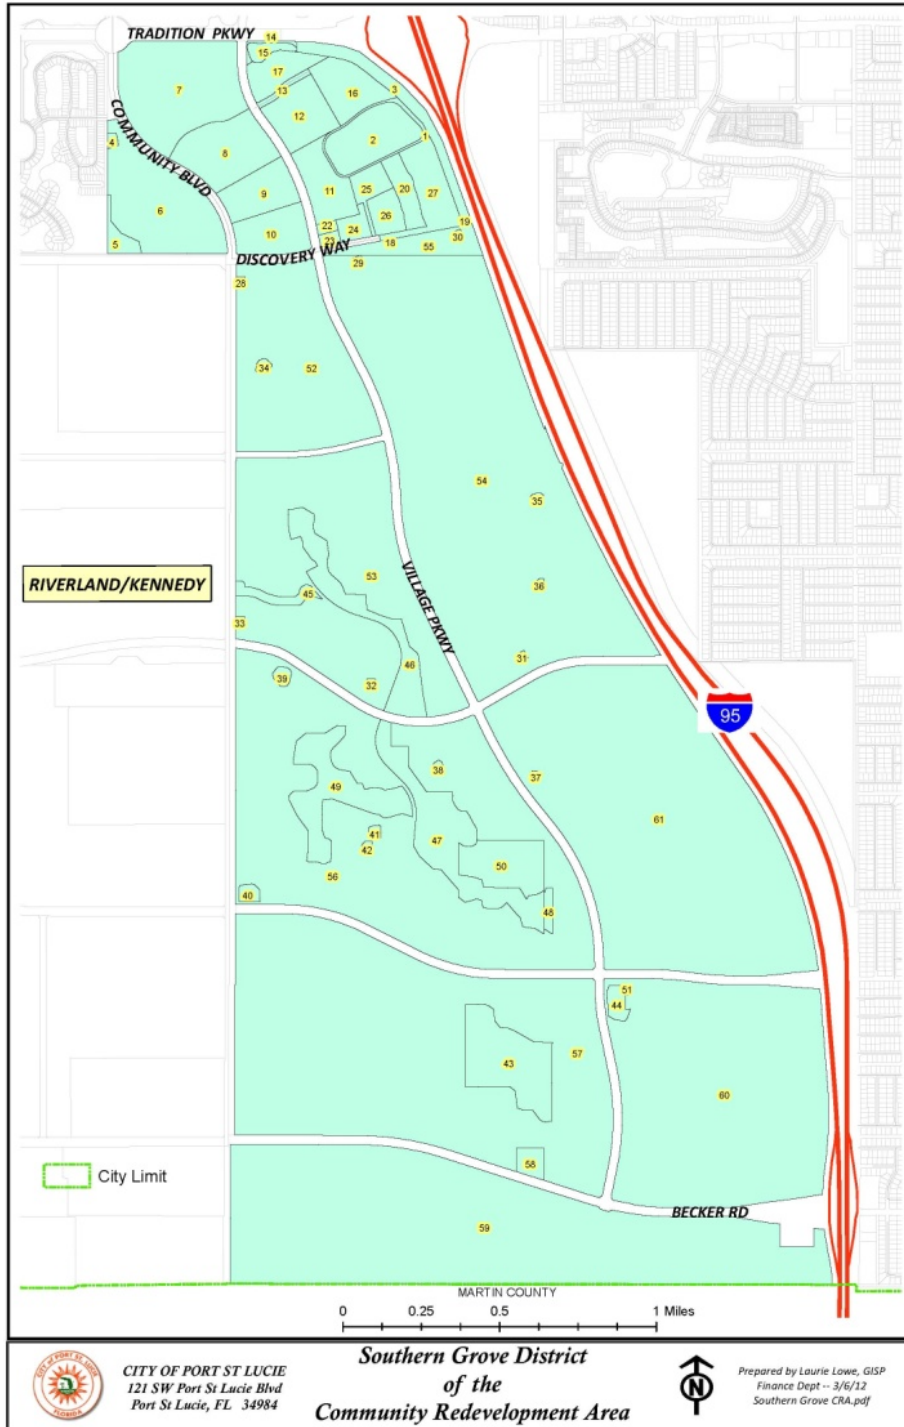 TRADITION PKWY
14
15
17
7
13
16
3
12
1
2
4
COMMUNITY BLVD
8
6
9
11
25
20
27
26
22
24
19
10
23
18
30
5
55
DISCOVERY WAY
29
28
34
52
54
35
RIVERLAND/KENNEDY
53
VILLAGE PKWY
36
45
33
46
31
39
32
95
38
37
49
61
41
47
42
50
56
40
48
51
44
57
43
60
58
City Limit
BECKER RD
59
MARTIN COUNTY
0 0.25 0.5 1 Miles
CITY OF PORT ST. LUCIE
FLORIDA
CITY OF PORT ST LUCIE
121 SW Port St Lucie Blvd
Port St Lucie, FL 34984
Southern Grove District
of the
Community Redevelopment Area
N
Prepared by Laurie Lowe, GISP
Finance Dept -- 3/6/12
Southern Grove CRA.pdf